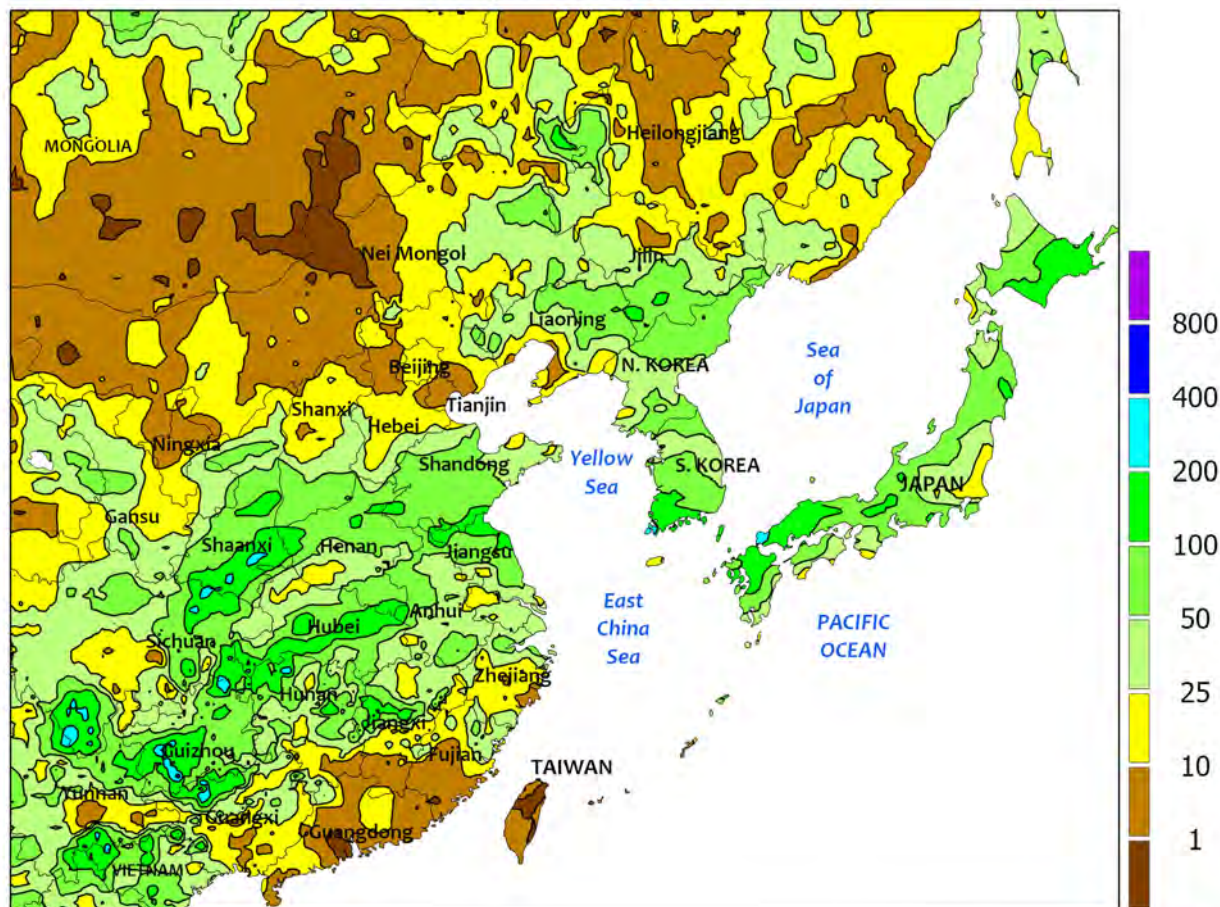 MONGOLIA
Heilongjiang
Nei Mongol
Jilin
Liaoning
Beijing
N. KOREA
Sea
of
Japan
Tianjin
Shanxi
Hebei
Ningxia
Shandong
Yellow
Sea
S. KOREA
JAPAN
Gansu
Shaanxi
Henan
Jiangsu
Anhui
Hubei
East
China
Sea
PACIFIC
OCEAN
Sichuan
Zhejiang
Hunan
Jiangxi
Guizhou
Fujian
TAIWAN
Yunnan
Guangxi
Guangdong
VIETNAM
800
400
200
100
50
25
10
1